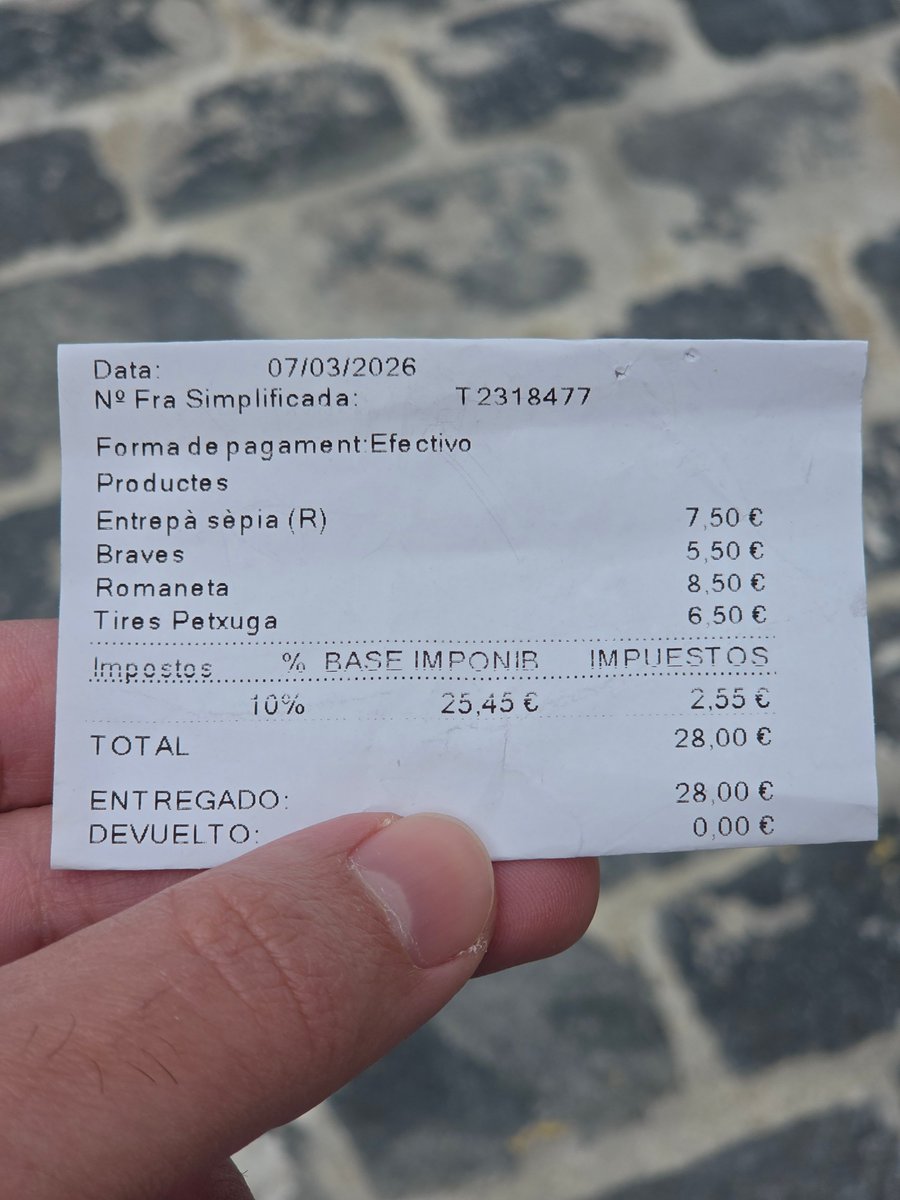 Data: 07/03/2026
Nº Fra Simplificada: T2318477
Forma de pagament:Efectivo
Productes
Entrepà sèpia (R) 7,50 €
Braves 5,50 €
Romaneta 8,50 €
Tires Petxuga 6,50 €
Impostos % BASE IMPONIB IMPUESTOS
10% 25,45 € 2,55 €
TOTAL 28,00 €
ENTREGADO: 28,00 €
DEVUELTO: 0,00 €